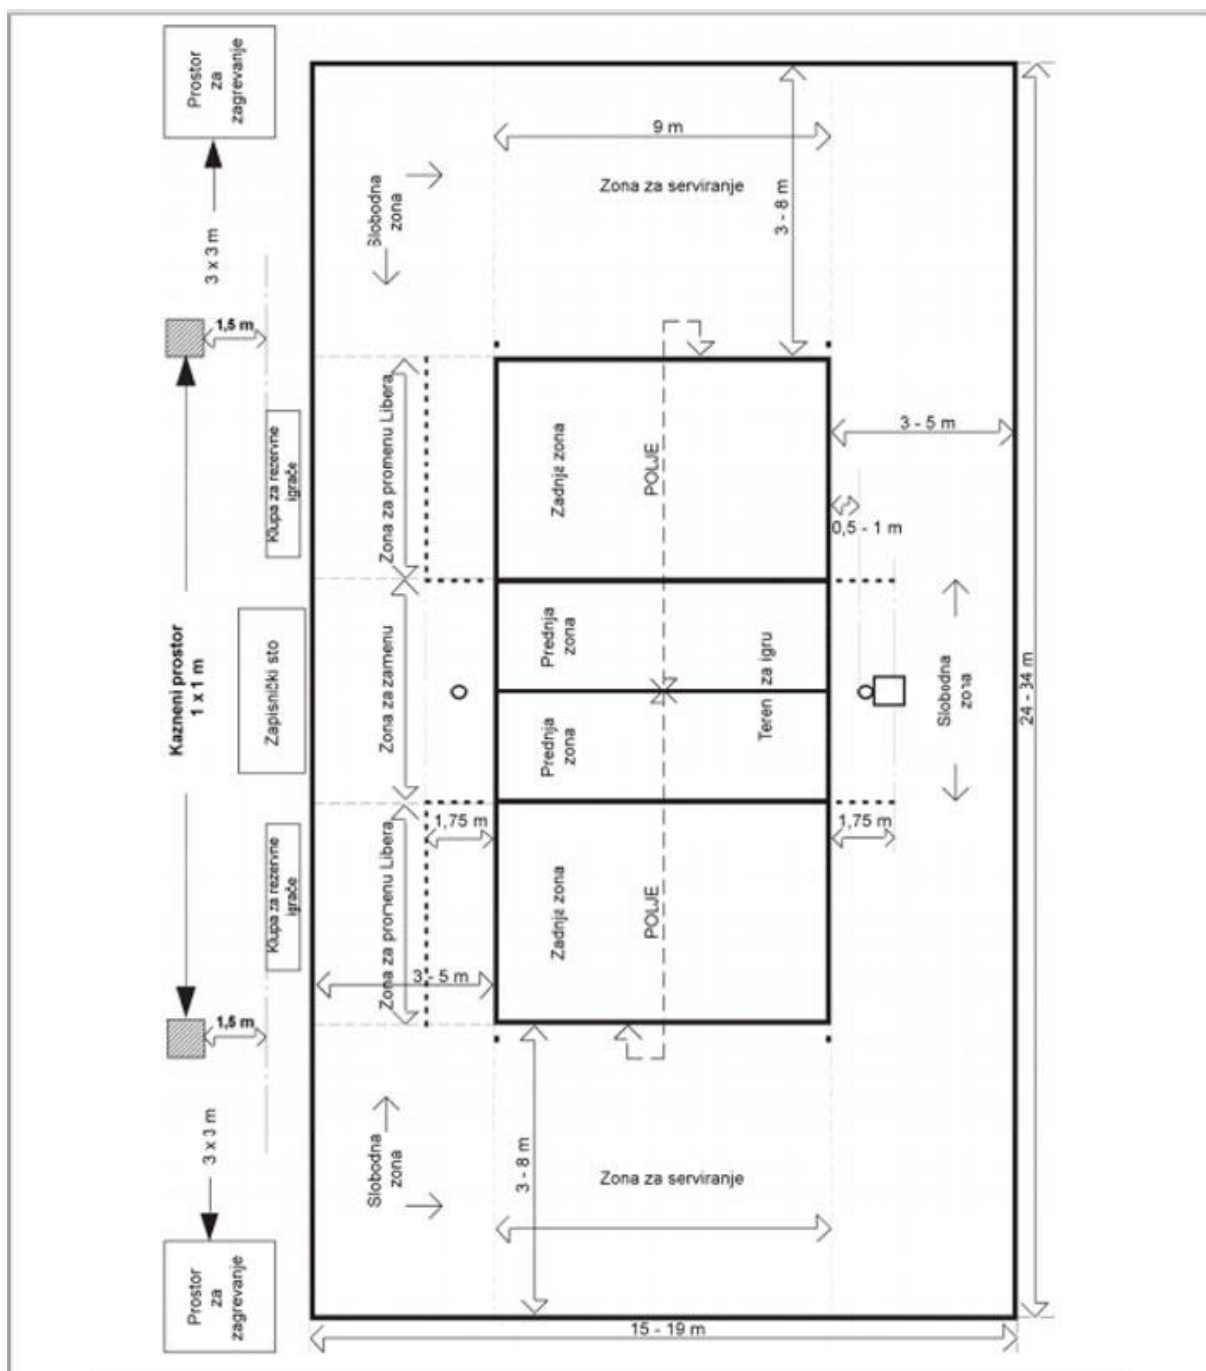 Prostor
za
zagrevanje
9 m
Zona za serviranje
3 - 8 m
Slobodna
zona
3 x 3 m
1,5 m
Klupa za rezervne
igrače
Zona za promenu Libera
Zadnja zona
POLJE
3 - 5 m
0,5 - 1 m
Kazneni prostor
1 x 1 m
Zapisnički sto
Zona za zamenu
Prednja
zona
Prednja
zona
Teren za igru
Slobodna
zona
24 - 34 m
1,75 m
1,75 m
Klupa za rezervne
igrače
Zona za promenu Libera
Zadnja zona
POLJE
3 - 5 m
1,5 m
3 x 3 m
Slobodna
zona
3 - 8 m
Zona za serviranje
Prostor
za
zagrevanje
15 - 19 m